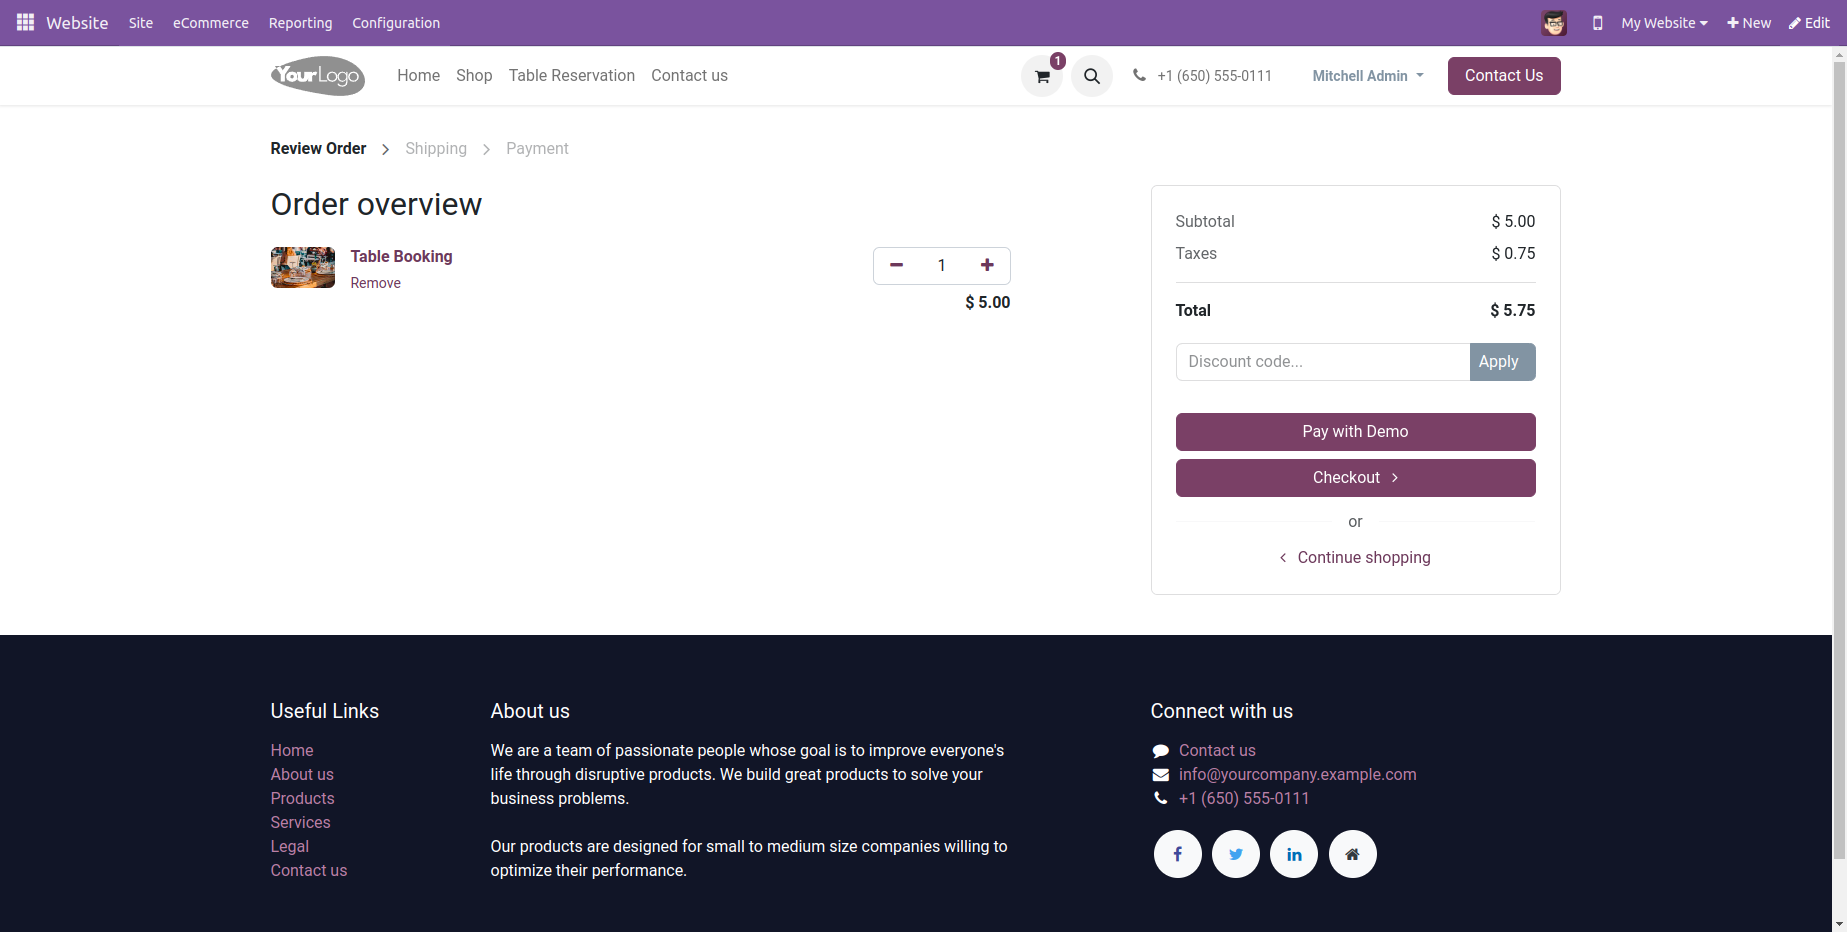 Website Site eCommerce Reporting Configuration My Website New Edit
YourLogo Home Shop Table Reservation Contact us 1 +1 (650) 555-0111 Mitchell Admin Contact Us
Review Order Shipping Payment
Order overview
Table Booking
Remove
1
$ 5.00
Subtotal $ 5.00
Taxes $ 0.75
Total $ 5.75
Discount code... Apply
Pay with Demo
Checkout
or
Continue shopping
Useful Links
Home
About us
Products
Services
Legal
Contact us
About us
We are a team of passionate people whose goal is to improve everyone's
life through disruptive products. We build great products to solve your
business problems.
Our products are designed for small to medium size companies willing to
optimize their performance.
Connect with us
Contact us
info@yourcompany.example.com
+1 (650) 555-0111